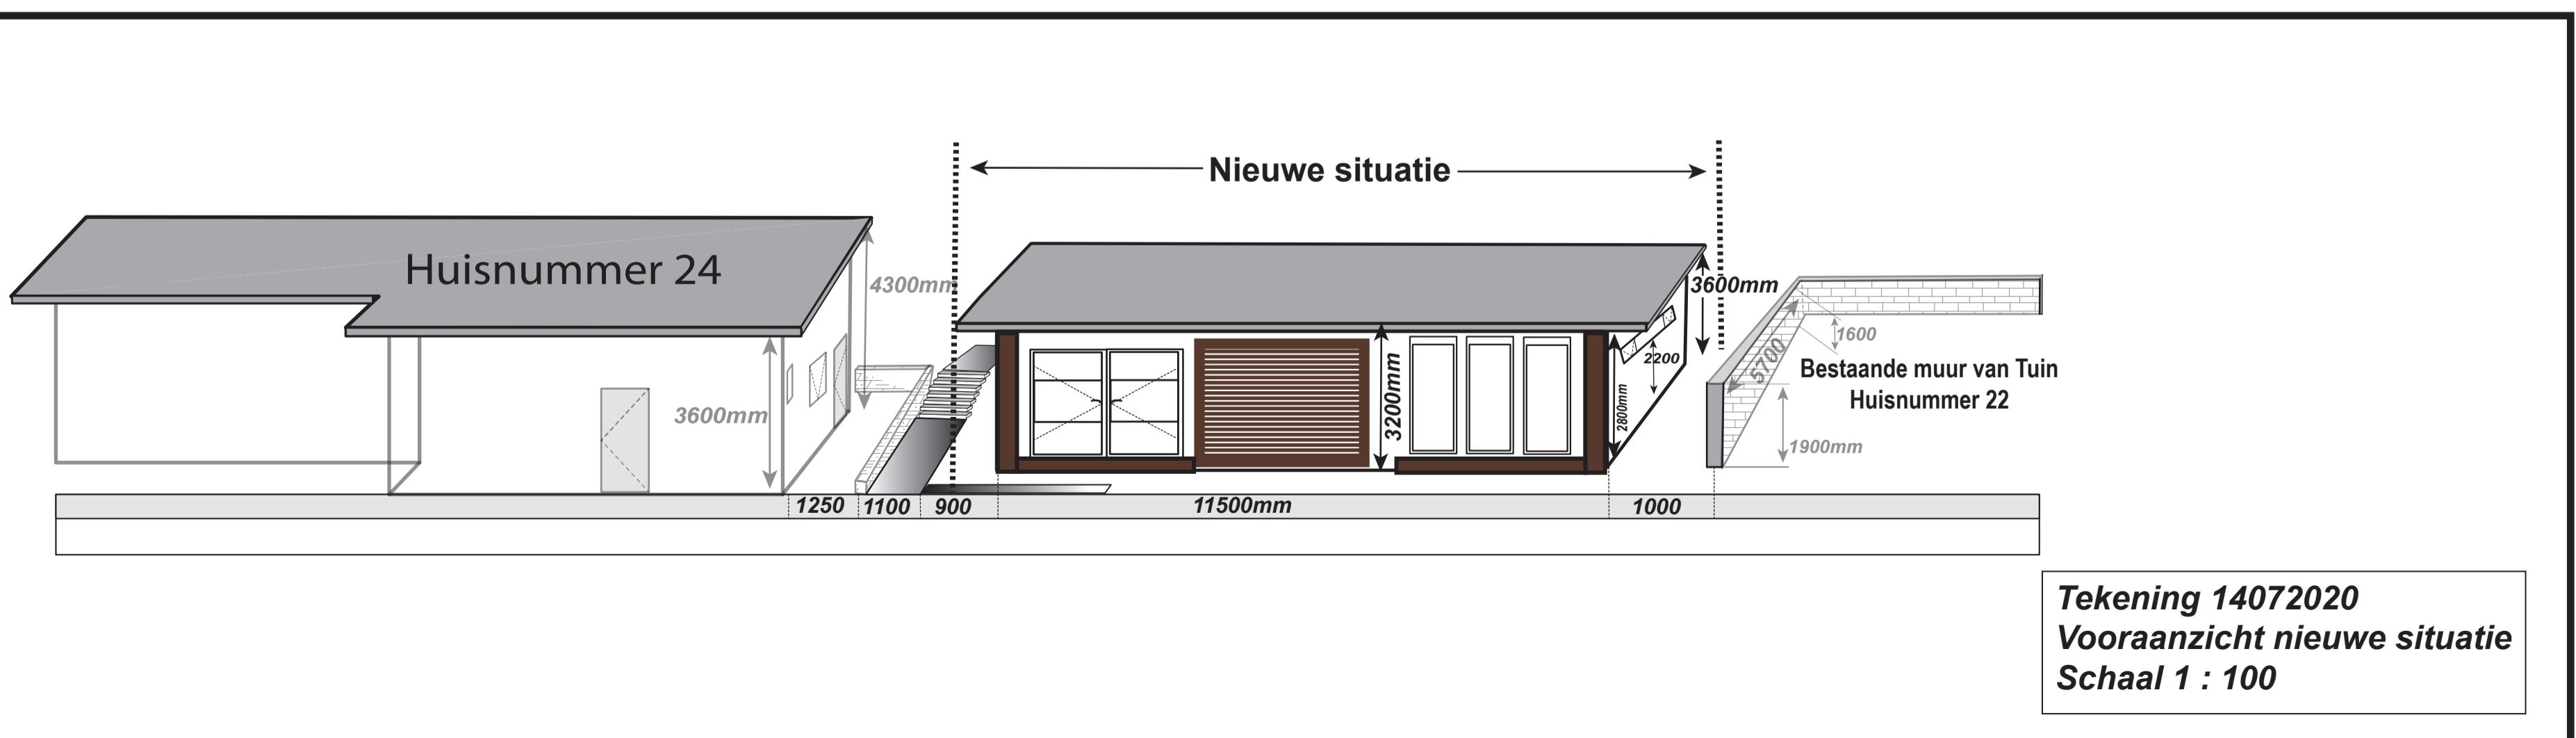 Nieuwe situatie
Huisnummer 24
4300mm
3600mm
3600mm
3200mm
2800mm
2200
5700
1600
Bestaande muur van Tuin
Huisnummer 22
1900mm
1250
1100
900
11500mm
1000
Tekening 14072020
Vooraanzicht nieuwe situatie
Schaal 1 : 100